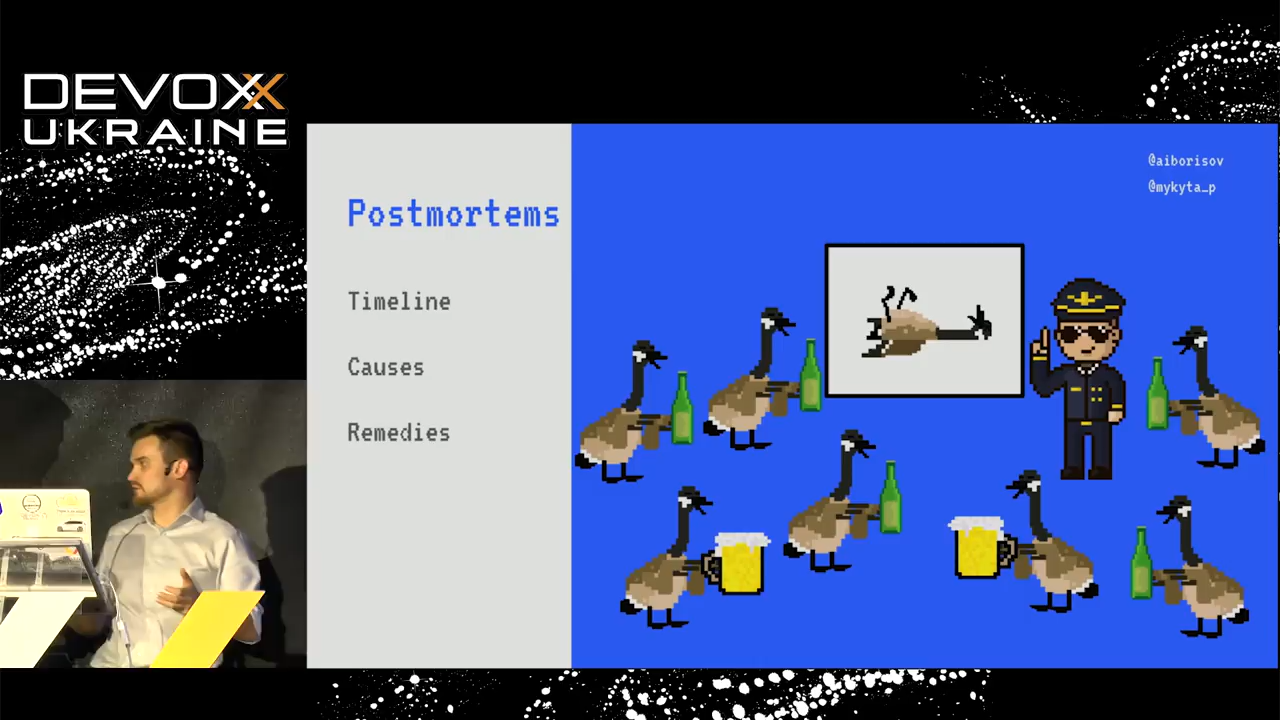 DEVOXX
UKRAINE
Postmortems
Timeline
Causes
Remedies
@aiborisov
@mykyta_p